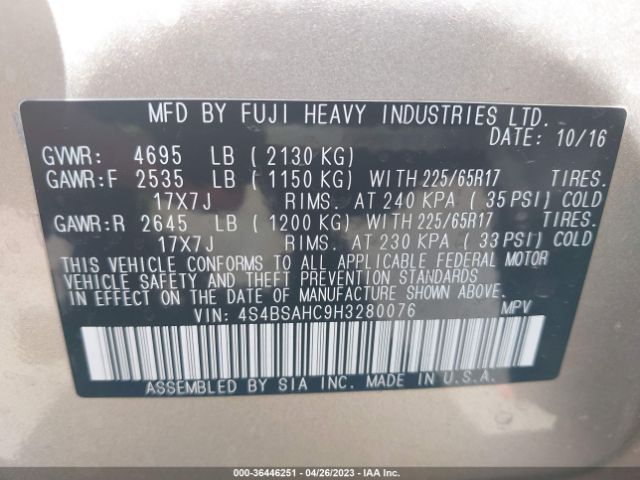 MFD BY FUJI HEAVY INDUSTRIES LTD.
DATE: 10/16
GVWR: 4695 LB ( 2130 KG)
GAWR:F 2535 LB ( 1150 KG) WITH 225/65R17 TIRES.
17X7J RIMS. AT 240 KPA ( 35 PSI) COLD
GAWR:R 2645 LB ( 1200 KG) WITH 225/65R17 TIRES.
17X7J RIMS. AT 230 KPA ( 33 PSI) COLD
THIS VEHICLE CONFORMS TO ALL APPLICABLE FEDERAL MOTOR
VEHICLE SAFETY AND THEFT PREVENTION STANDARDS
IN EFFECT ON THE DATE OF MANUFACTURE SHOWN ABOVE.
VIN: 4S4BSAHC9H3280076 MPV
ASSEMBLED BY SIA INC. MADE IN U.S.A.
000-36446251 - 04/26/2023 - IAA Inc.